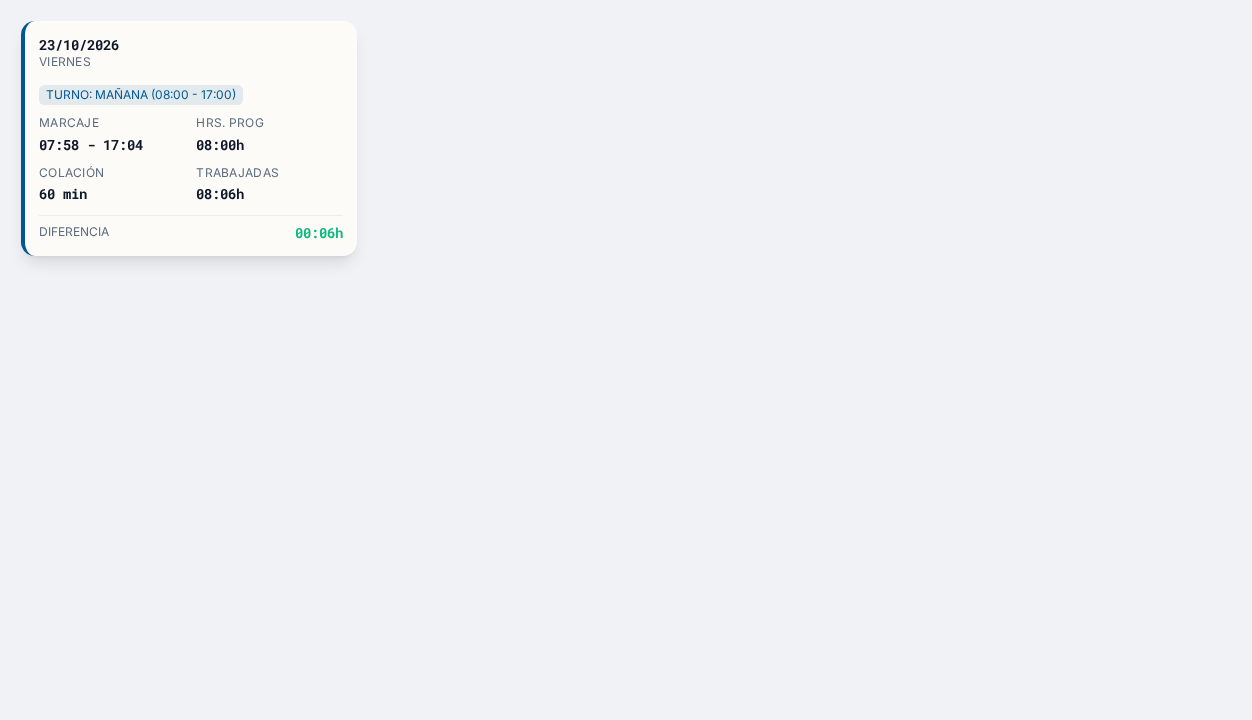 23/10/2026
VIERNES
TURNO: MAÑANA (08:00 - 17:00)
MARCAJE
07:58 - 17:04
HRS. PROG
08:00h
COLACIÓN
60 min
TRABAJADAS
08:06h
DIFERENCIA
00:06h